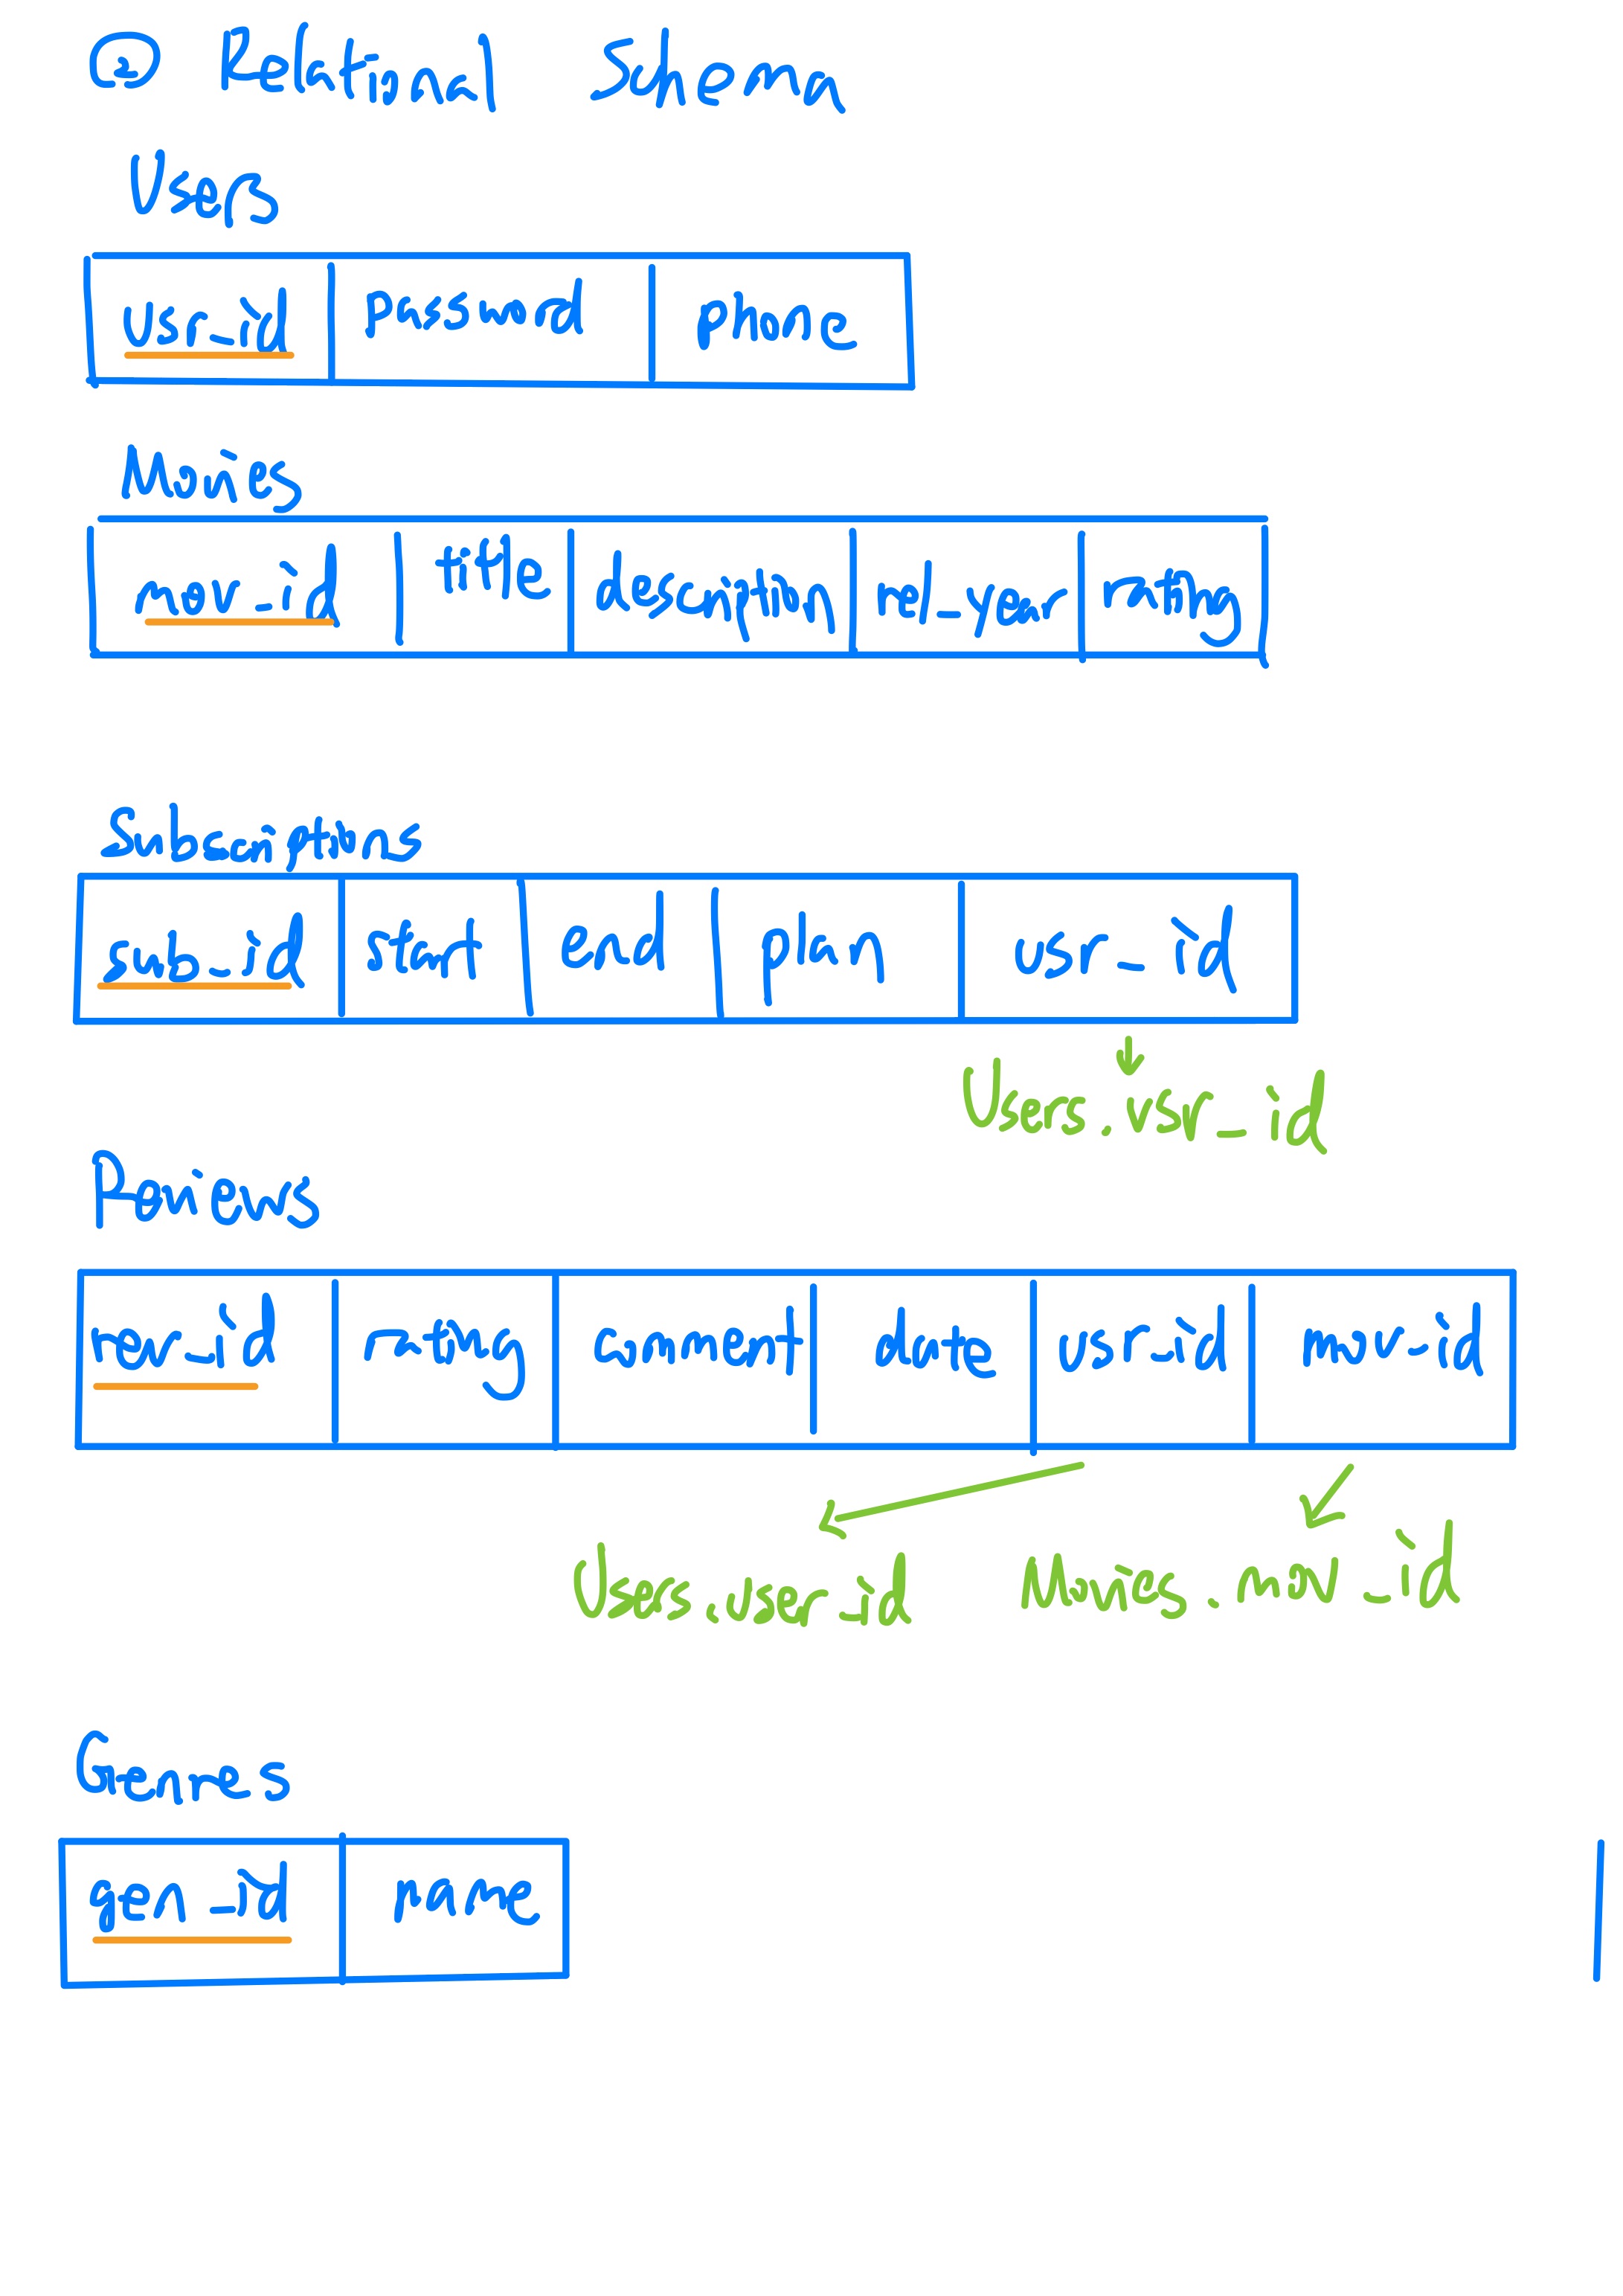 ② Relational Schema
Users
usr_id password phone
Movies
mov_id title description rel_year rating
Subscriptions
sub_id start end plan usr_id
Users.usr_id
Reviews
rev_id rating comment date usr_id mov_id
Users.user_id Movies.mov_id
Genres
gen_id name